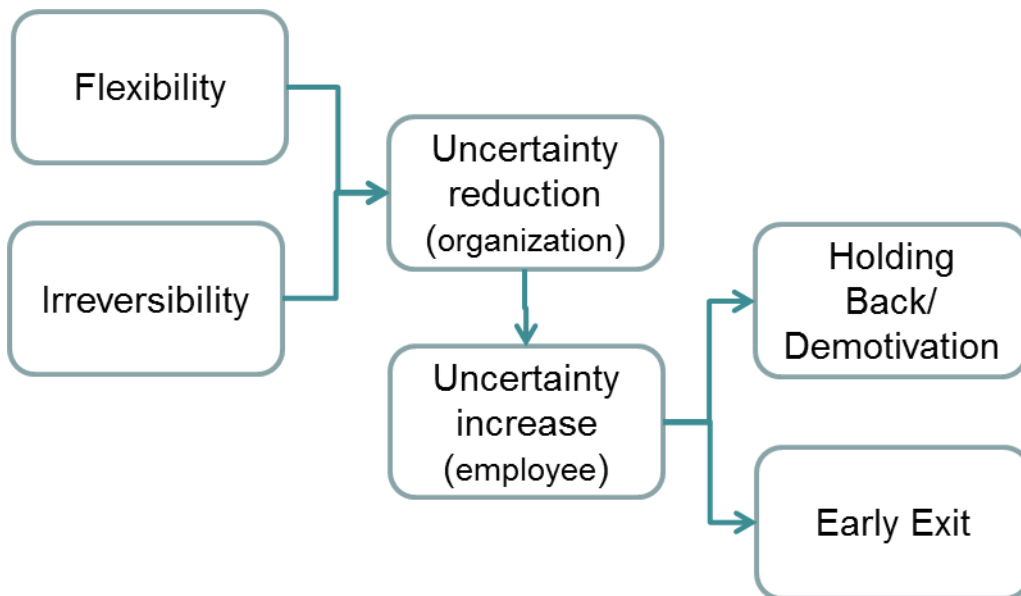 Flexibility
Irreversibility
Uncertainty
reduction
(organization)
Uncertainty
increase
(employee)
Holding
Back/
Demotivation
Early Exit